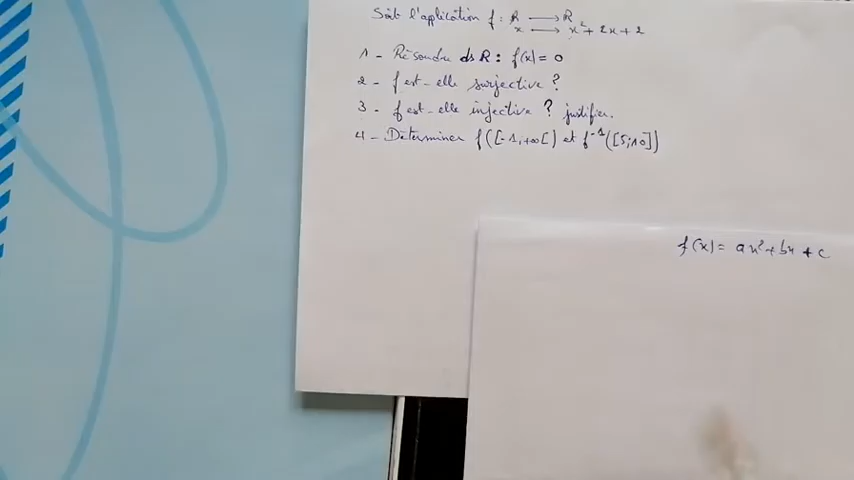 Soit l'application f : R → R
x → x² + 2x + 2
1 - Résoudre ds R : f(x) = 0
2 - f est-elle surjective ?
3 - f est-elle injective ? justifier.
4 - Déterminer f([-1,+∞[) et f⁻¹([5;10])
f(x) = ax² + bx + c